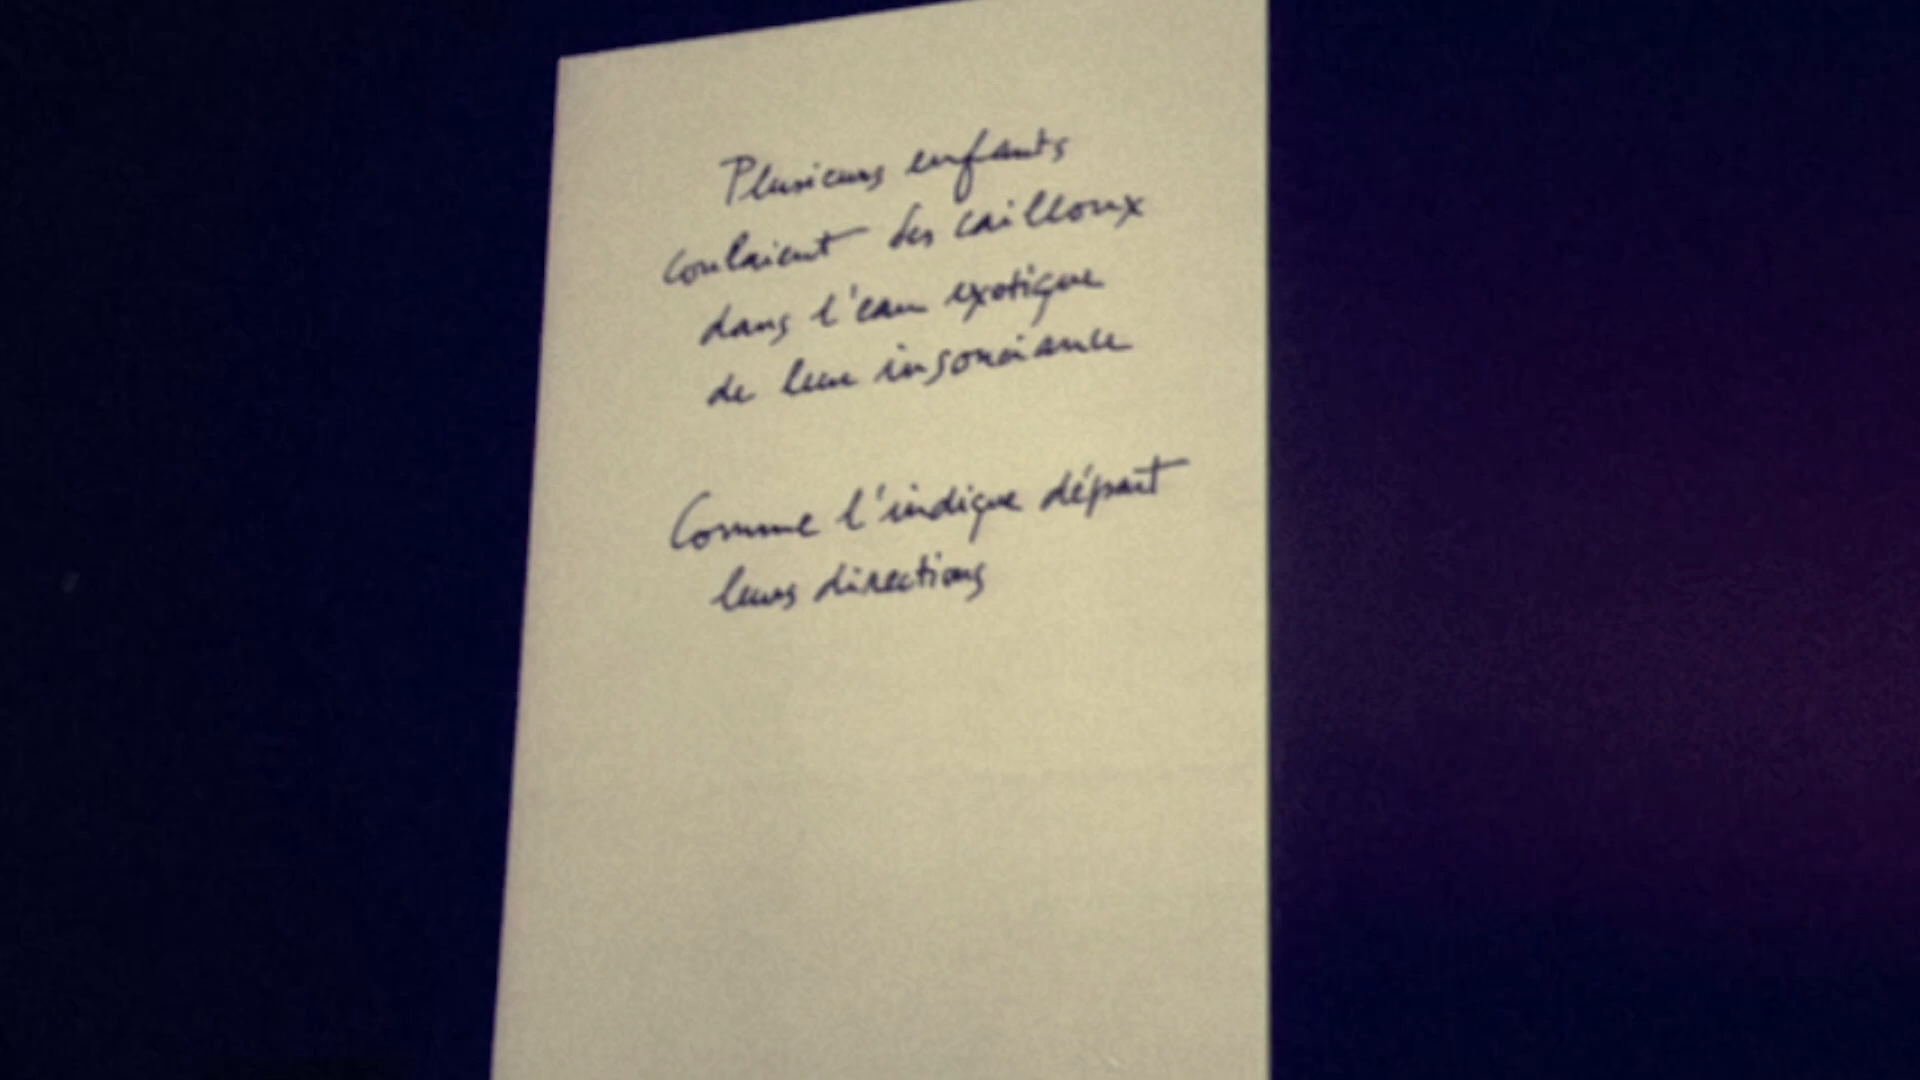 Plusieurs enfants
coulaient des cailloux
dans l'eau exotique
de leur insouciance
Comme l'indique départ
leurs directions